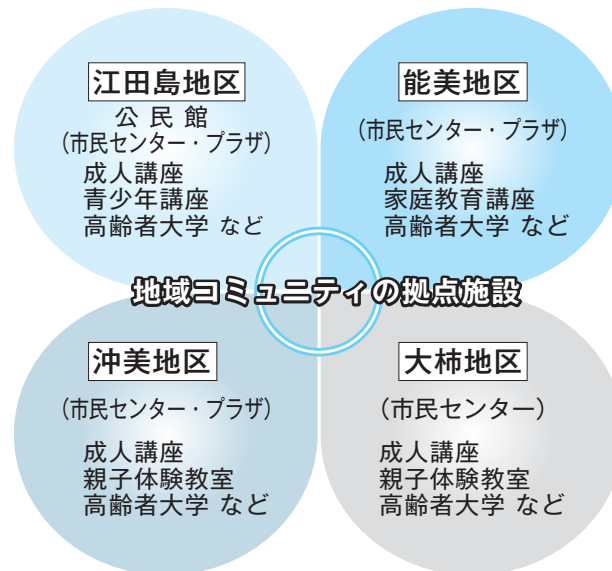 江田島地区
公民館
(市民センター・プラザ)
成人講座
青少年講座
高齢者大学 など
能美地区
(市民センター・プラザ)
成人講座
家庭教育講座
高齢者大学 など
地域コミュニティの拠点施設
沖美地区
(市民センター・プラザ)
成人講座
親子体験教室
高齢者大学 など
大柿地区
(市民センター)
成人講座
親子体験教室
高齢者大学 など